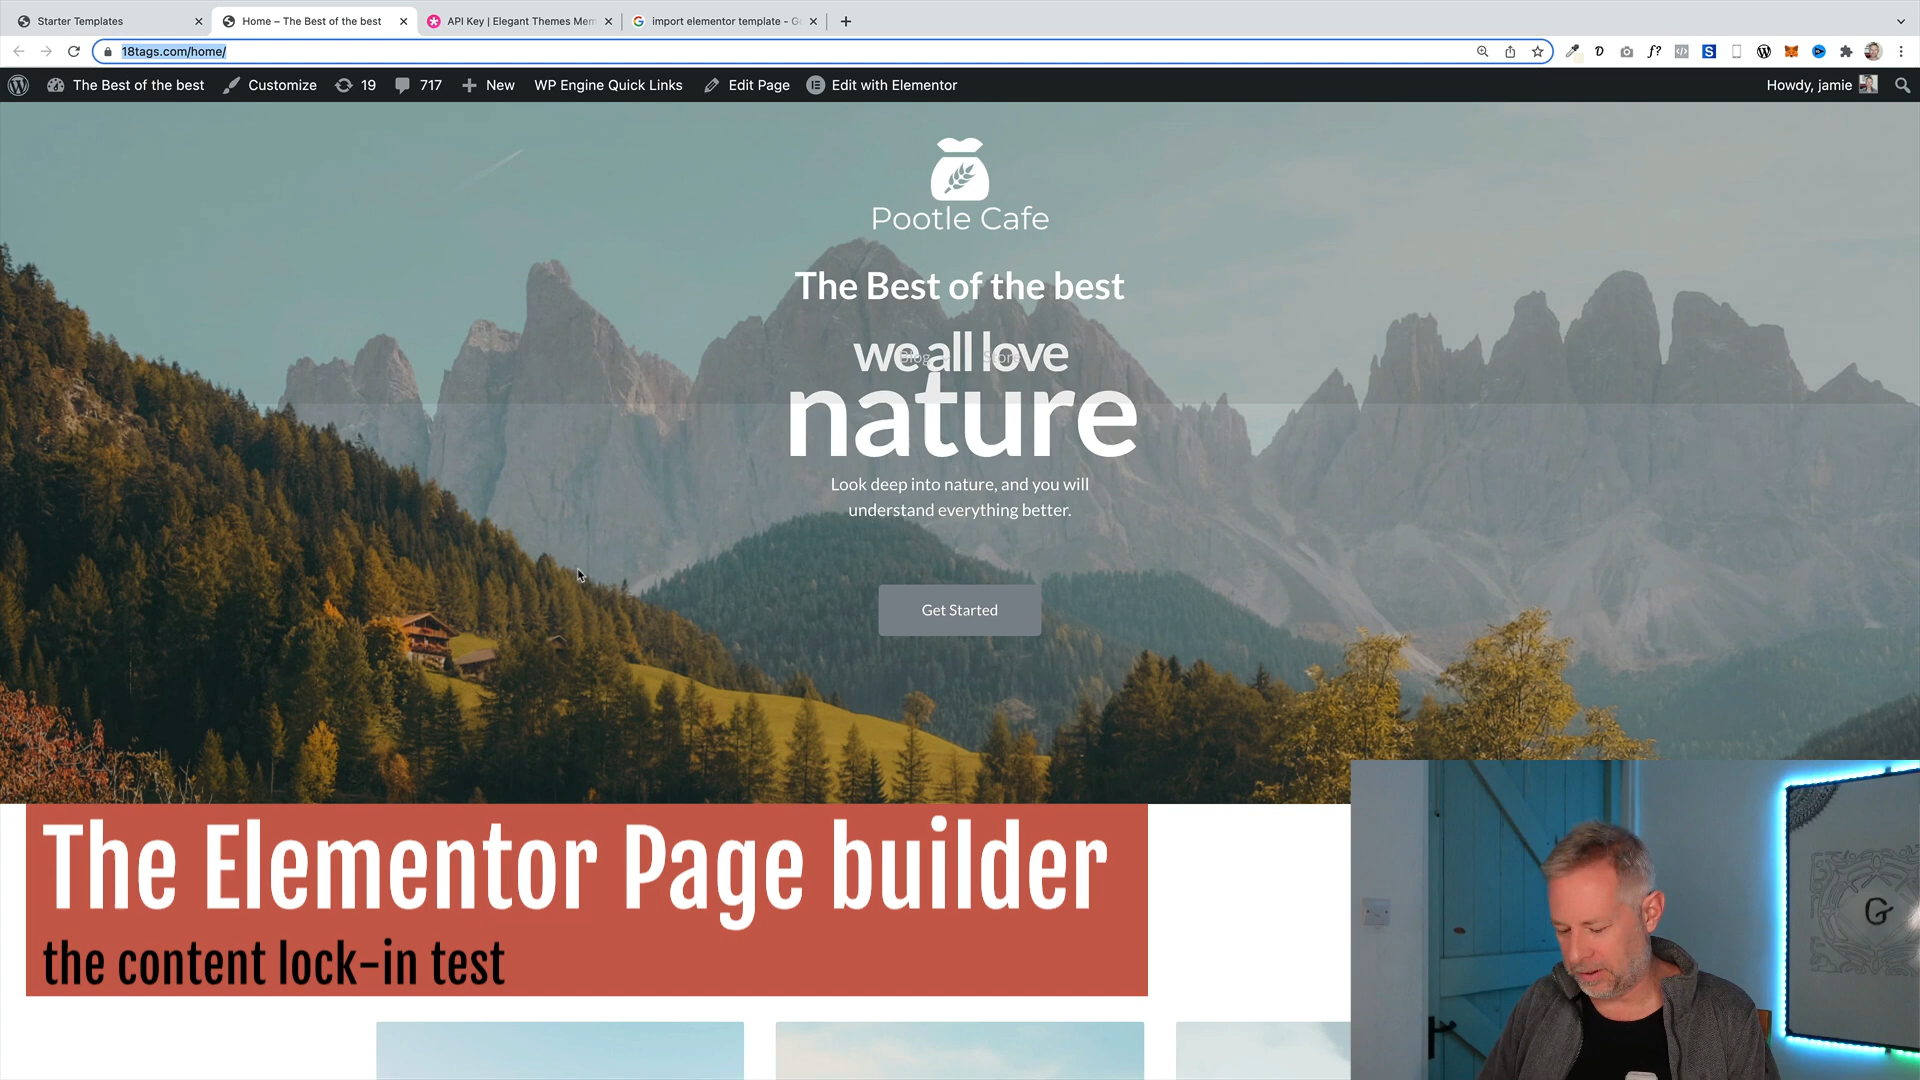 Starter Templates
Home – The Best of the best
API Key | Elegant Themes Mem
import elementor template - G
18tags.com/home/
The Best of the best
Customize
19
717
New
WP Engine Quick Links
Edit Page
Edit with Elementor
Howdy, jamie
Pootle Cafe
The Best of the best
we all love
Blog
Store
nature
Look deep into nature, and you will
understand everything better.
Get Started
The Elementor Page builder
the content lock-in test
G